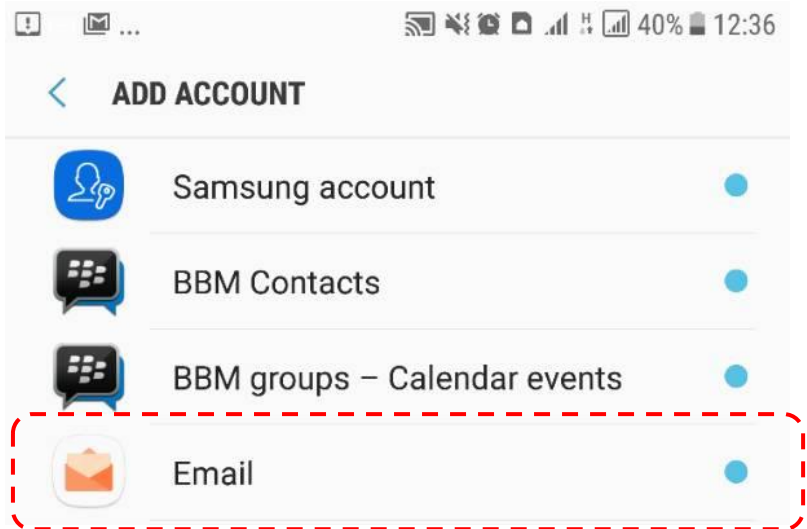 ... H 40% 12:36
ADD ACCOUNT
Samsung account
BBM Contacts
BBM groups – Calendar events
Email